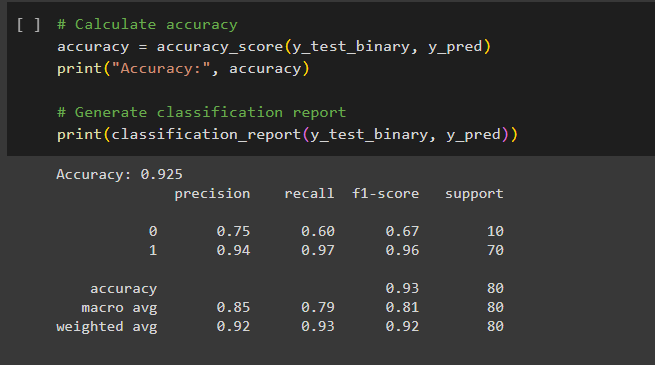 [ ] # Calculate accuracy
accuracy = accuracy_score(y_test_binary, y_pred)
print("Accuracy:", accuracy)
# Generate classification report
print(classification_report(y_test_binary, y_pred))
Accuracy: 0.925
precision recall f1-score support
0 0.75 0.60 0.67 10
1 0.94 0.97 0.96 70
accuracy 0.93 80
macro avg 0.85 0.79 0.81 80
weighted avg 0.92 0.93 0.92 80